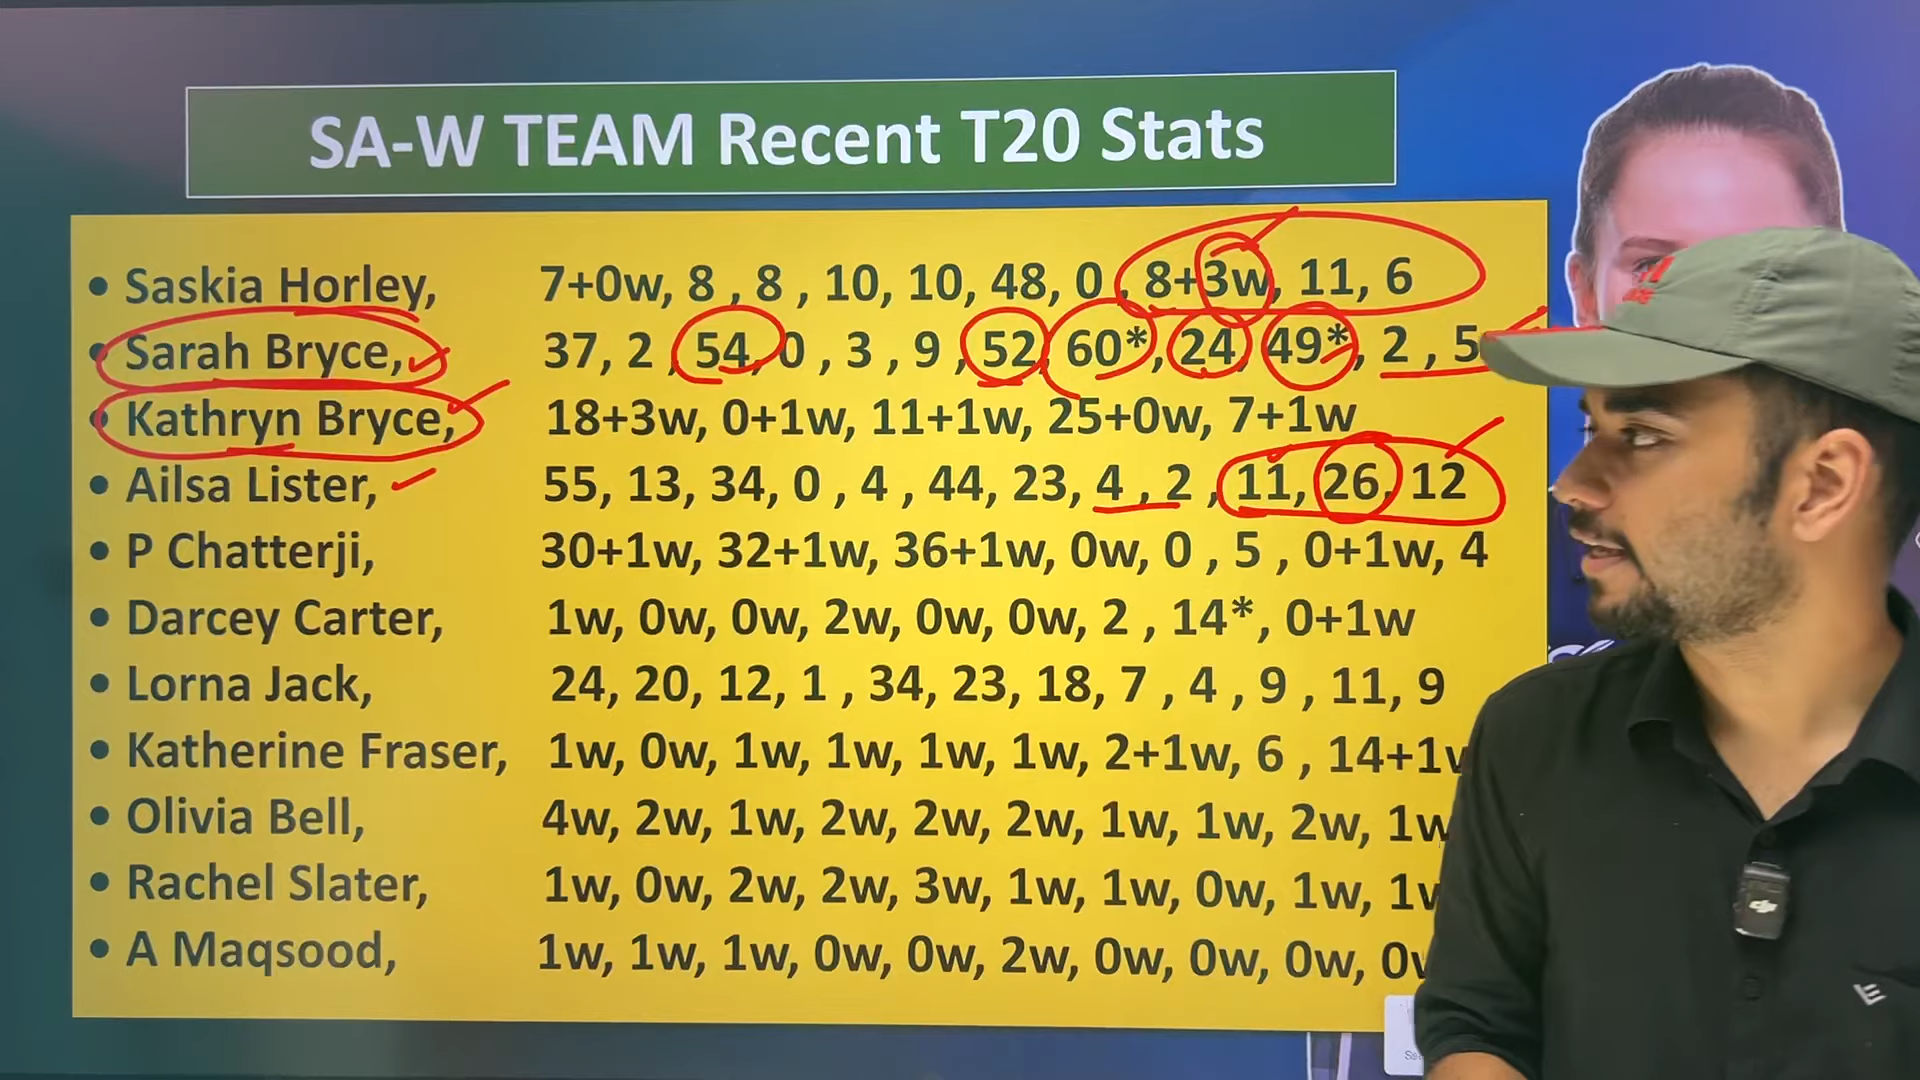 SA-W TEAM Recent T20 Stats
• Saskia Horley, 7+0w, 8 , 8 , 10, 10, 48, 0 , 8+3w, 11, 6
• Sarah Bryce, 37, 2 , 54, 0 , 3 , 9 , 52, 60*, 24, 49*, 2 , 5
• Kathryn Bryce, 18+3w, 0+1w, 11+1w, 25+0w, 7+1w
• Ailsa Lister, 55, 13, 34, 0 , 4 , 44, 23, 4 , 2 , 11, 26, 12
• P Chatterji, 30+1w, 32+1w, 36+1w, 0w, 0 , 5 , 0+1w, 4
• Darcey Carter, 1w, 0w, 0w, 2w, 0w, 0w, 2 , 14*, 0+1w
• Lorna Jack, 24, 20, 12, 1 , 34, 23, 18, 7 , 4 , 9 , 11, 9
• Katherine Fraser, 1w, 0w, 1w, 1w, 1w, 1w, 2+1w, 6 , 14+1w
• Olivia Bell, 4w, 2w, 1w, 2w, 2w, 2w, 1w, 1w, 2w, 1w
• Rachel Slater, 1w, 0w, 2w, 2w, 3w, 1w, 1w, 0w, 1w, 1w
• A Maqsood, 1w, 1w, 1w, 0w, 0w, 2w, 0w, 0w, 0w, 0w
dji